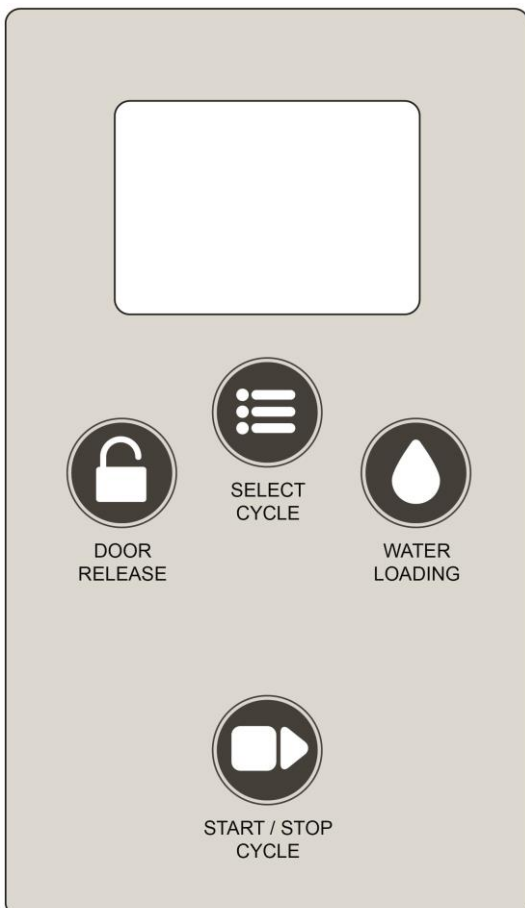 SELECT
CYCLE
DOOR
RELEASE
WATER
LOADING
START / STOP
CYCLE